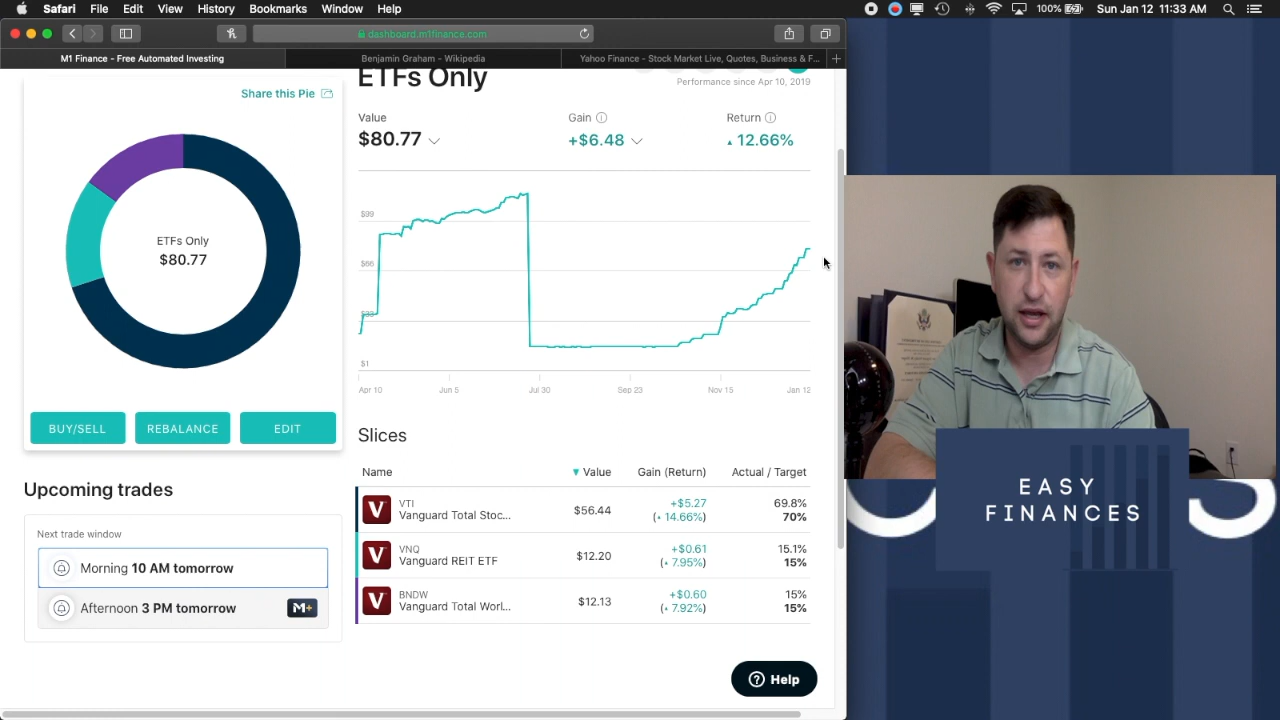 Safari File Edit View History Bookmarks Window Help
100% Sun Jan 12 11:33 AM
dashboard.m1finance.com
M1 Finance - Free Automated Investing
Benjamin Graham - Wikipedia
Yahoo Finance - Stock Market Live, Quotes, Business & F...
Share this Pie
ETFs Only
$80.77
BUY/SELL
REBALANCE
EDIT
Upcoming trades
Next trade window
Morning 10 AM tomorrow
Afternoon 3 PM tomorrow
M+
ETFs Only
Performance since Apr 10, 2019
Value
Gain
Return
$80.77
+$6.48
12.66%
$99
$66
$33
$1
Apr 10
Jun 5
Jul 30
Sep 23
Nov 15
Jan 12
Slices
Name
Value
Gain (Return)
Actual / Target
VTI
Vanguard Total Stoc...
$56.44
+$5.27
(14.66%)
69.8%
70%
VNQ
Vanguard REIT ETF
$12.20
+$0.61
(7.95%)
15.1%
15%
BNDW
Vanguard Total Worl...
$12.13
+$0.60
(7.92%)
15%
15%
Help
EASY
FINANCES